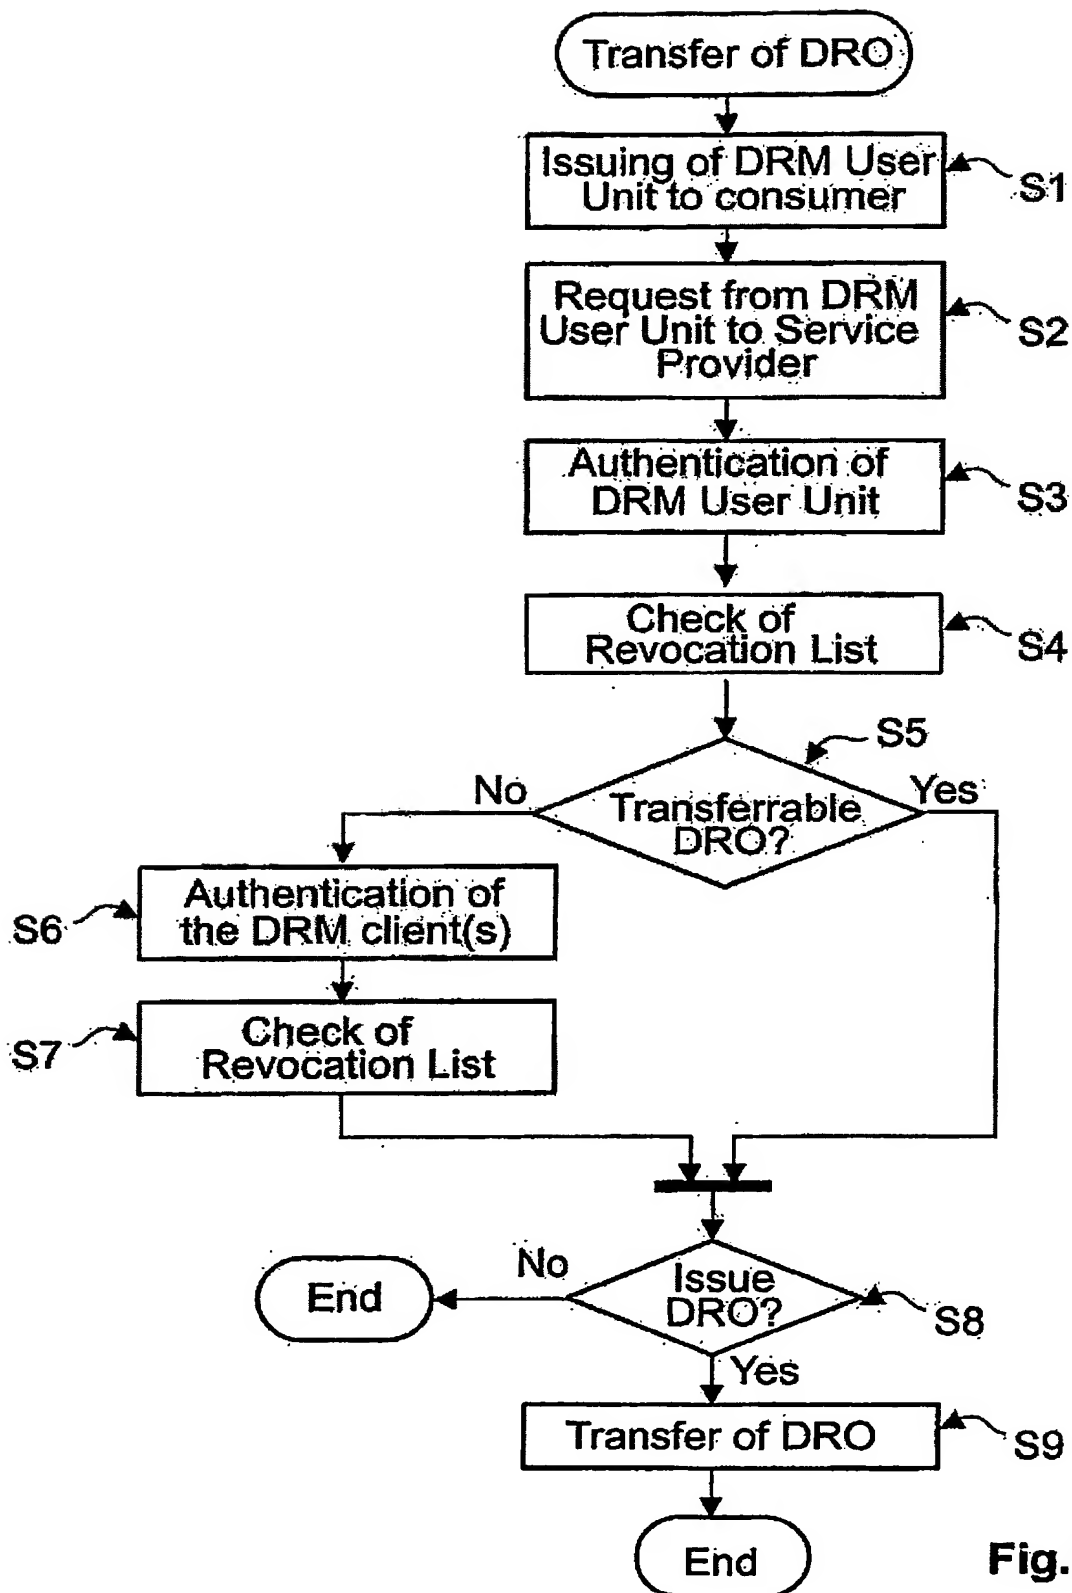 Transfer of DRO
Issuing of DRM User
Unit to consumer
S1
Request from DRM
User Unit to Service
Provider
S2
Authentication of
DRM User Unit
S3
Check of
Revocation List
S4
S5
No
Yes
Transferrable
DRO?
Authentication of
the DRM client(s)
S6
Check of
Revocation List
S7
No
Issue
DRO?
End
S8
Yes
Transfer of DRO
S9
End
Fig.